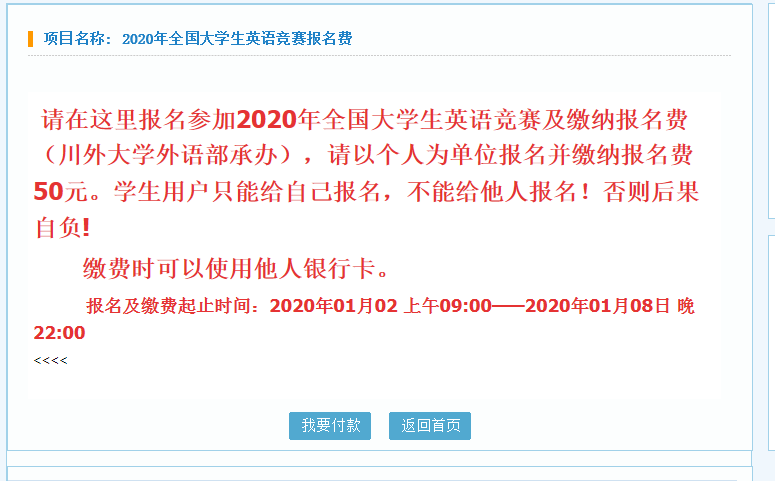 项目名称: 2020年全国大学生英语竞赛报名费
请在这里报名参加2020年全国大学生英语竞赛及缴纳报名费
（川外大学外语部承办），请以个人为单位报名并缴纳报名费
50元。学生用户只能给自己报名，不能给他人报名！否则后果
自负!
缴费时可以使用他人银行卡。
报名及缴费起止时间：2020年01月02 上午09:00——2020年01月08日 晚
22:00
<<<<
我要付款 返回首页